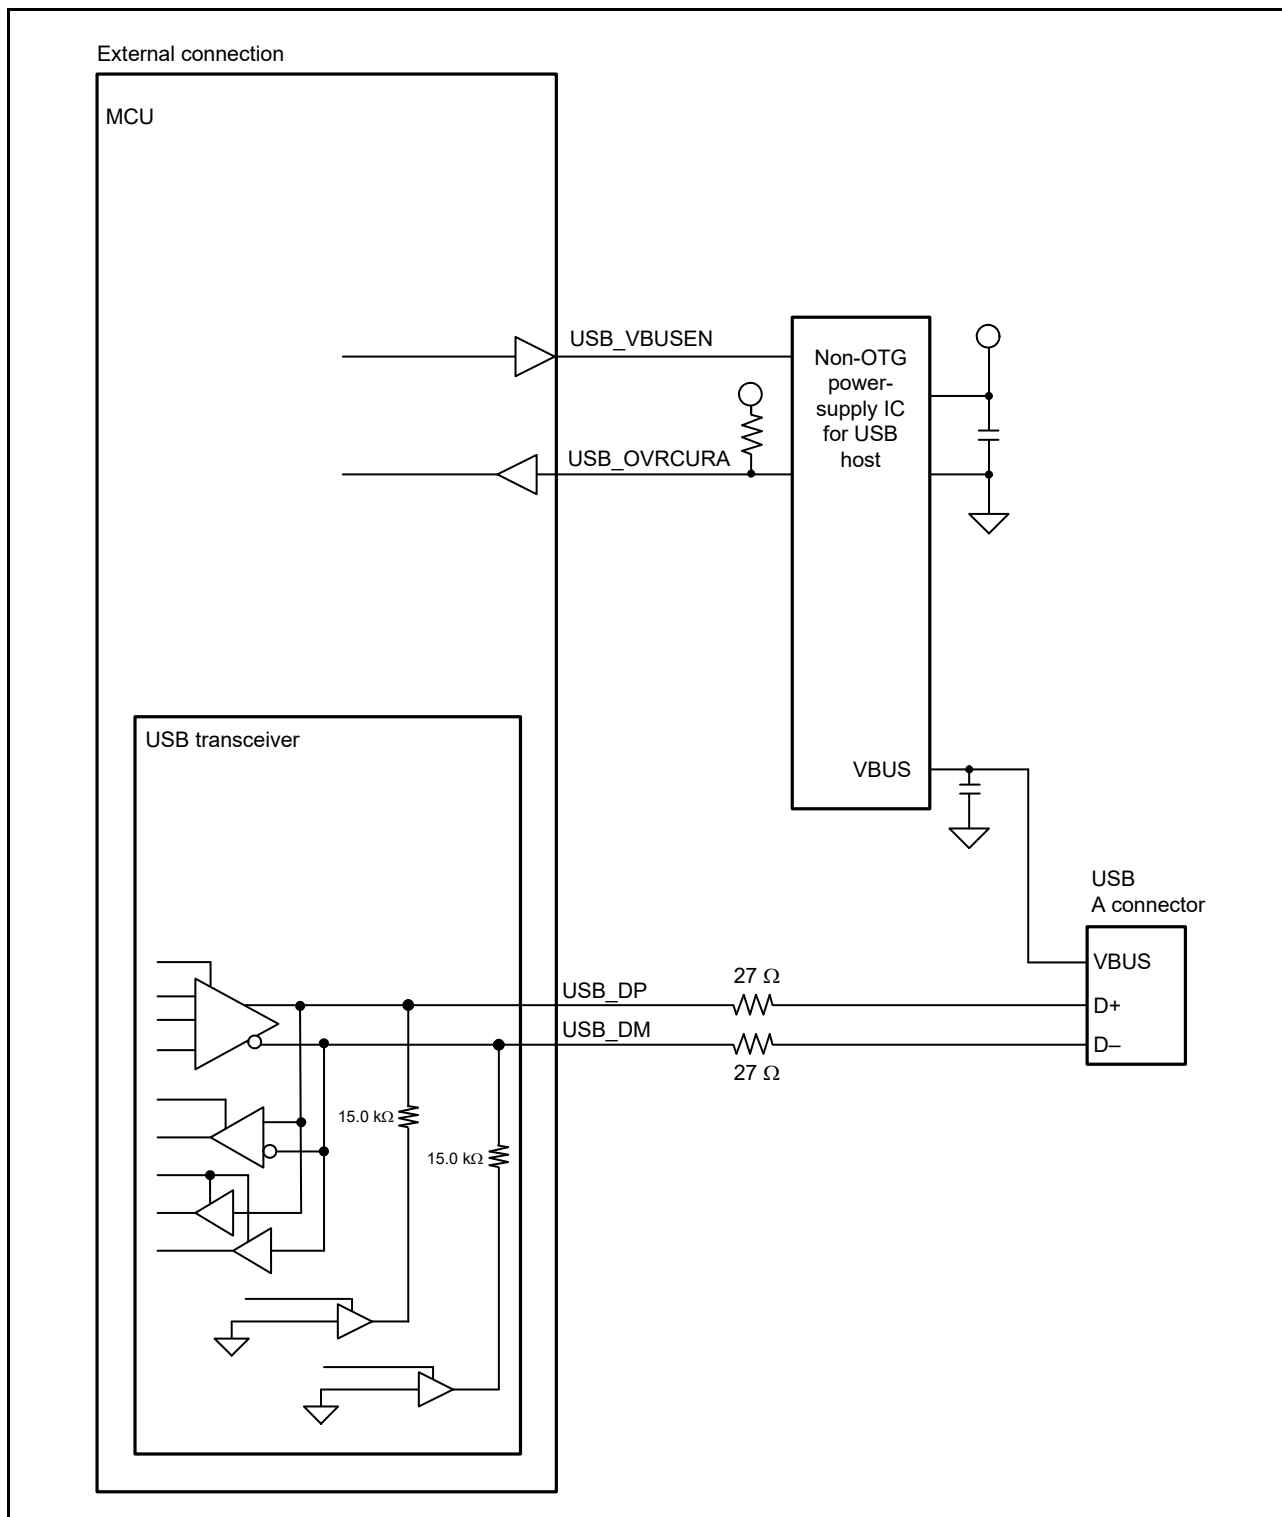 External connection
MCU
USB_VBUSEN
Non-OTG
power-
supply IC
for USB
host
USB_OVRCURA
USB transceiver
VBUS
USB
A connector
VBUS
27 Ω
USB_DP
D+
USB_DM
D–
27 Ω
15.0 kΩ
15.0 kΩ